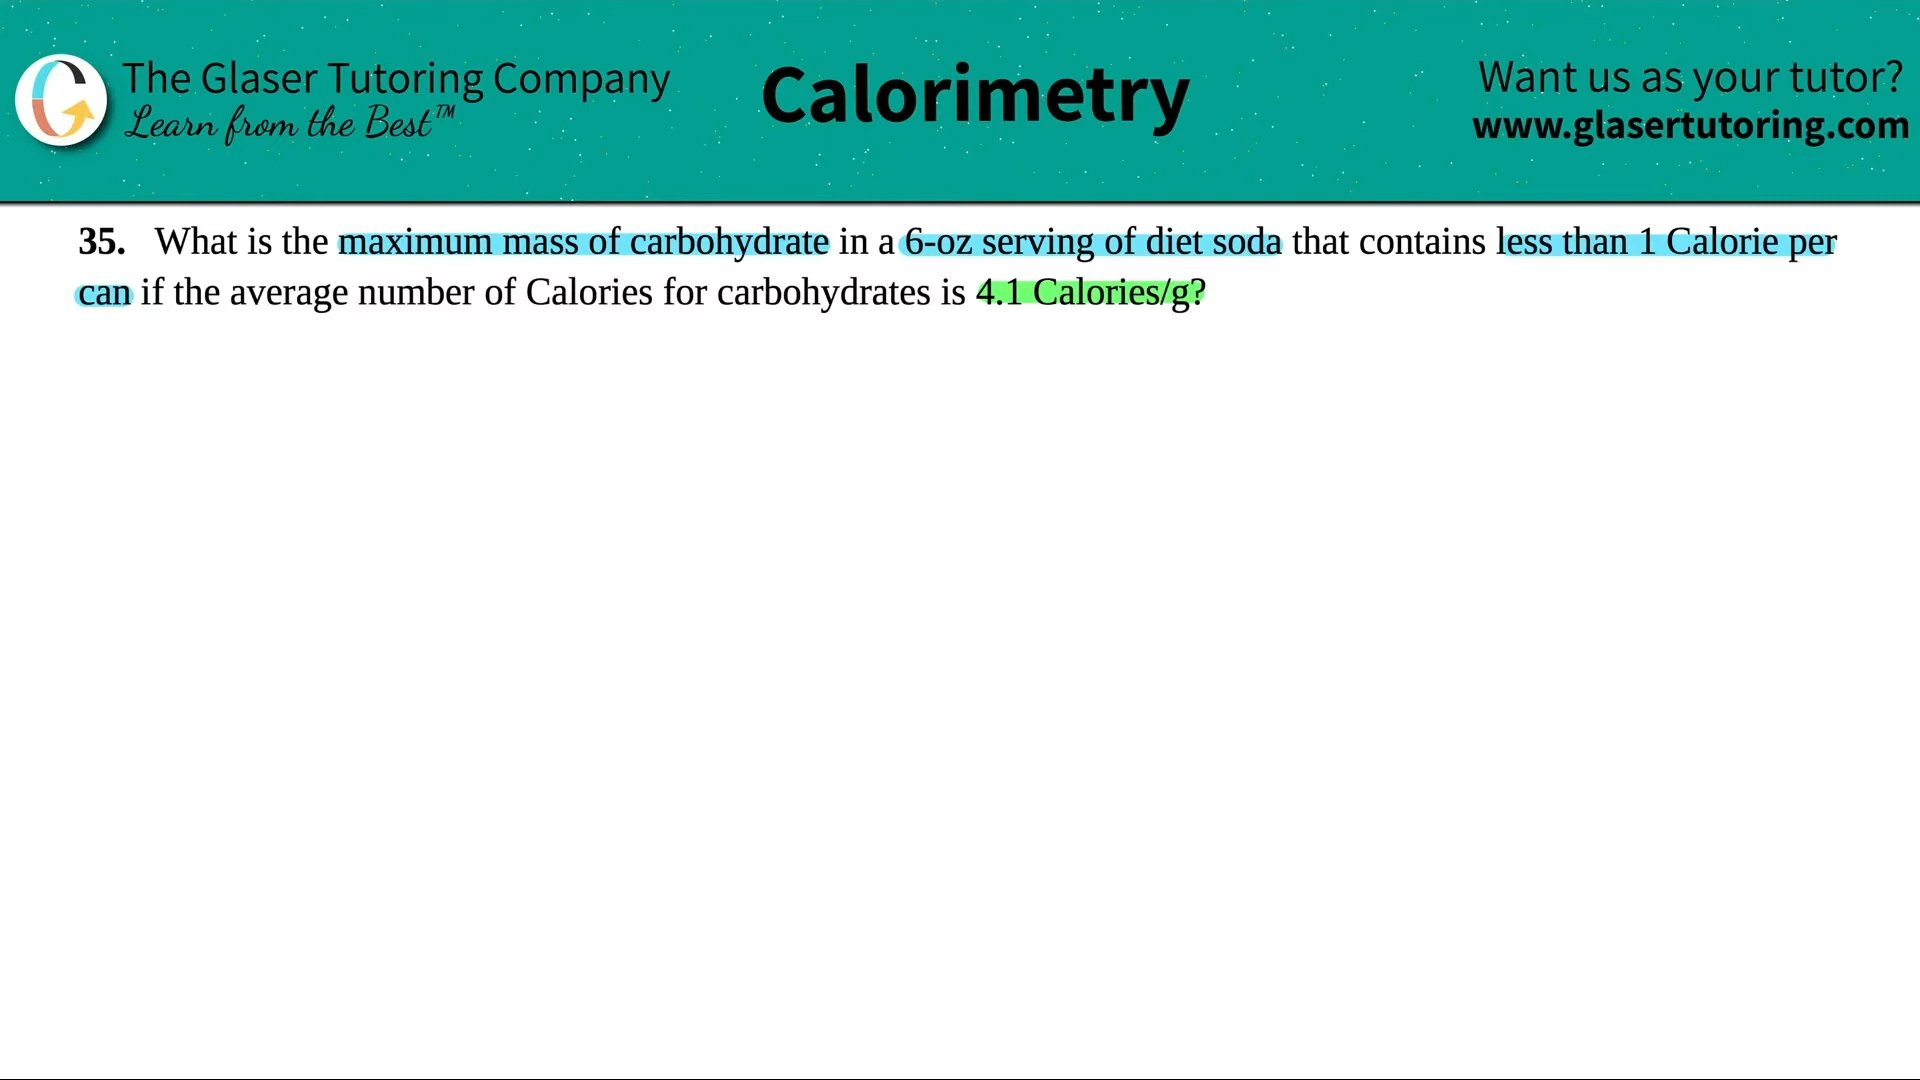 The Glaser Tutoring Company
Learn from the Best™
Calorimetry
Want us as your tutor?
www.glasertutoring.com
35. What is the maximum mass of carbohydrate in a 6-oz serving of diet soda that contains less than 1 Calorie per
can if the average number of Calories for carbohydrates is 4.1 Calories/g?